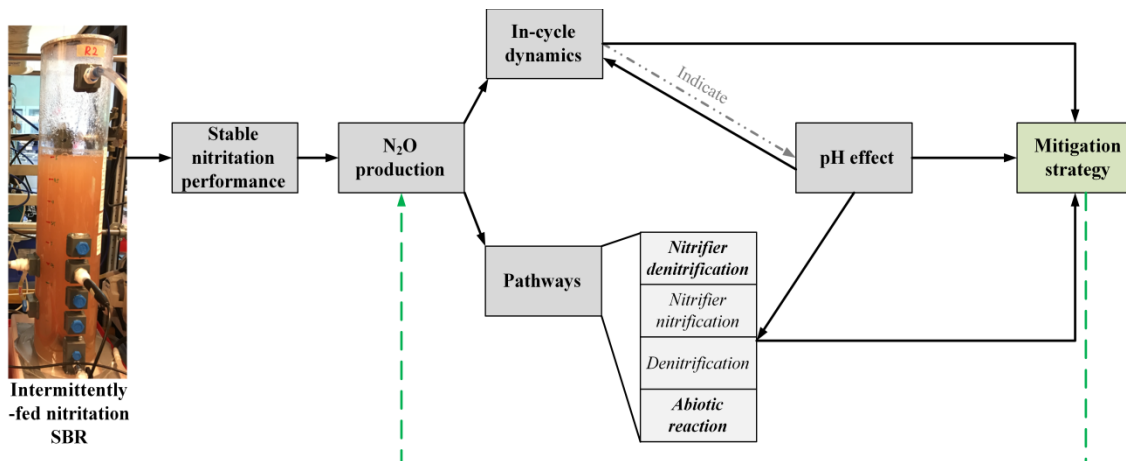 R2
Intermittently
-fed nitritation
SBR
Stable
nitritation
performance
N₂O
production
In-cycle
dynamics
Indicate
pH effect
Mitigation
strategy
Pathways
Nitrifier
denitrification
Nitrifier
nitrification
Denitrification
Abiotic
reaction